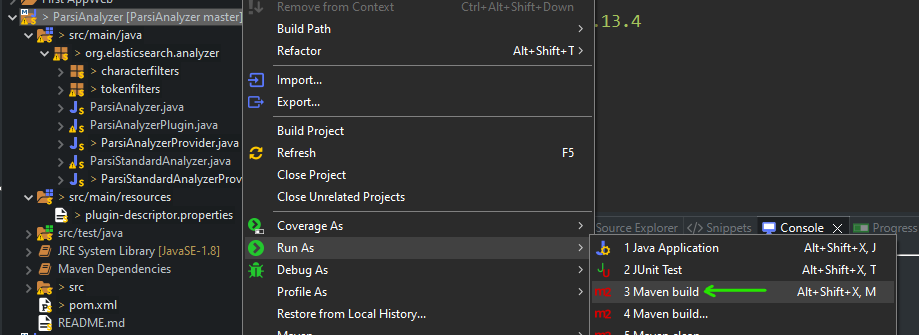 First AppWeb
> ParsiAnalyzer [ParsiAnalyzer master]
> src/main/java
> org.elasticsearch.analyzer
> characterfilters
> tokenfilters
ParsiAnalyzer.java
ParsiAnalyzerPlugin.java
> ParsiAnalyzerProvider.java
ParsiStandardAnalyzer.java
> ParsiStandardAnalyzerProv
> src/main/resources
> plugin-descriptor.properties
src/test/java
JRE System Library [JavaSE-1.8]
Maven Dependencies
> src
> pom.xml
README.md
Remove from Context Ctrl+Alt+Shift+Down
Build Path
Refactor Alt+Shift+T
Import...
Export...
Build Project
Refresh F5
Close Project
Close Unrelated Projects
Coverage As
Run As
Debug As
Profile As
Restore from Local History...
Maven
.13.4
Source Explorer Snippets Console Progress
1 Java Application Alt+Shift+X, J
2 JUnit Test Alt+Shift+X, T
3 Maven build Alt+Shift+X, M
4 Maven build...
5 Maven clean